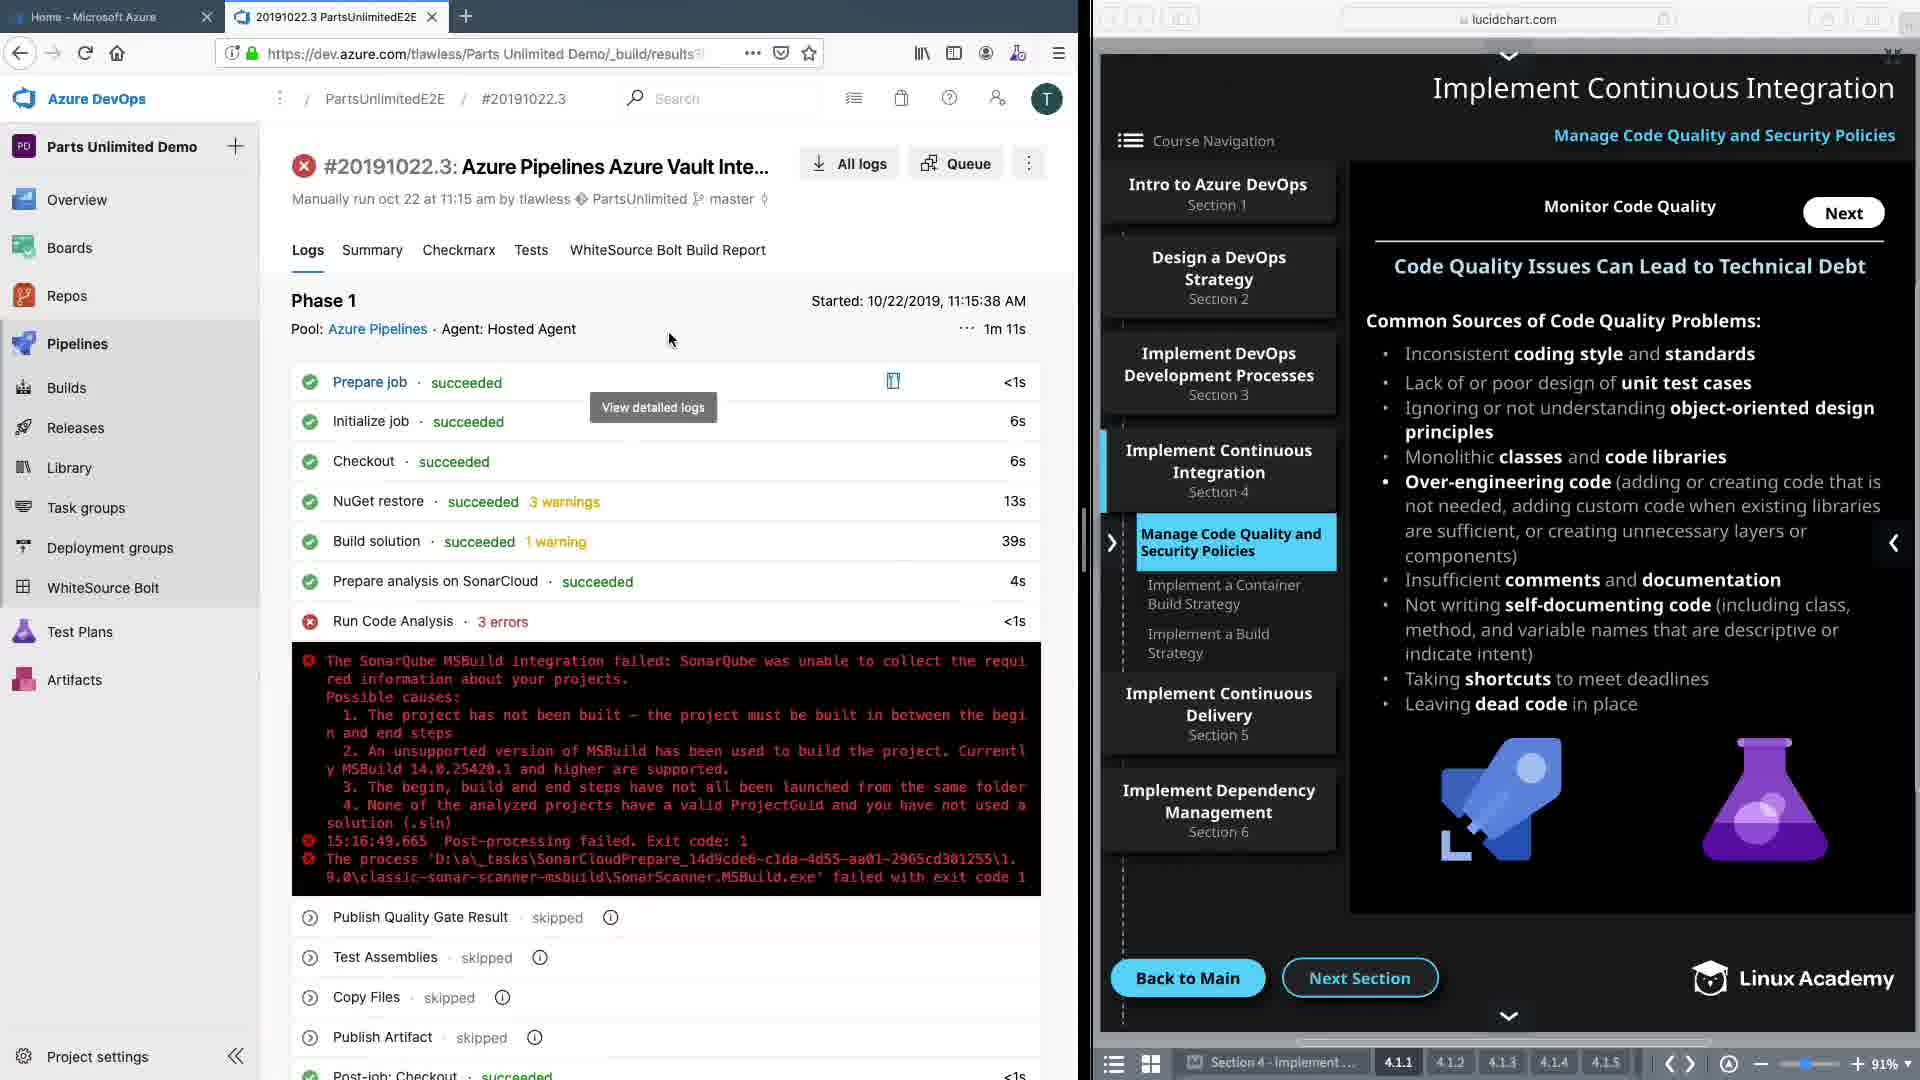 Home - Microsoft Azure
20191022.3 PartsUnlimitedE2E
https://dev.azure.com/tlawless/Parts Unlimited Demo/_build/results?
Azure DevOps
/ PartsUnlimitedE2E / #20191022.3
Search
T
PD Parts Unlimited Demo
Overview
Boards
Repos
Pipelines
Builds
Releases
Library
Task groups
Deployment groups
WhiteSource Bolt
Test Plans
Artifacts
Project settings
#20191022.3: Azure Pipelines Azure Vault Inte...
All logs
Queue
Manually run oct 22 at 11:15 am by tlawless PartsUnlimited master
Logs Summary Checkmarx Tests WhiteSource Bolt Build Report
Phase 1
Started: 10/22/2019, 11:15:38 AM
Pool: Azure Pipelines · Agent: Hosted Agent
··· 1m 11s
Prepare job · succeeded <1s
View detailed logs
Initialize job · succeeded 6s
Checkout · succeeded 6s
NuGet restore · succeeded 3 warnings 13s
Build solution · succeeded 1 warning 39s
Prepare analysis on SonarCloud · succeeded 4s
Run Code Analysis · 3 errors <1s
The SonarQube MSBuild integration failed: SonarQube was unable to collect the requi
red information about your projects.
Possible causes:
1. The project has not been built – the project must be built in between the begi
n and end steps
2. An unsupported version of MSBuild has been used to build the project. Currentl
y MSBuild 14.0.25420.1 and higher are supported.
3. The begin, build and end steps have not all been launched from the same folder
4. None of the analyzed projects have a valid ProjectGuid and you have not used a
solution (.sln)
15:16:49.665 Post-processing failed. Exit code: 1
The process 'D:\a\_tasks\SonarCloudPrepare_14d9cde6-c1da-4d55-aa01-2965cd301255\1.
9.0\classic-sonar-scanner-msbuild\SonarScanner.MSBuild.exe' failed with exit code 1
Publish Quality Gate Result · skipped
Test Assemblies · skipped
Copy Files · skipped
Publish Artifact · skipped
Post-job: Checkout · succeeded <1s
lucidchart.com
Implement Continuous Integration
Course Navigation
Manage Code Quality and Security Policies
Intro to Azure DevOps
Section 1
Design a DevOps
Strategy
Section 2
Implement DevOps
Development Processes
Section 3
Implement Continuous
Integration
Section 4
Manage Code Quality and
Security Policies
Implement a Container
Build Strategy
Implement a Build
Strategy
Implement Continuous
Delivery
Section 5
Implement Dependency
Management
Section 6
Monitor Code Quality
Next
Code Quality Issues Can Lead to Technical Debt
Common Sources of Code Quality Problems:
• Inconsistent coding style and standards
• Lack of or poor design of unit test cases
• Ignoring or not understanding object-oriented design
principles
• Monolithic classes and code libraries
• Over-engineering code (adding or creating code that is
not needed, adding custom code when existing libraries
are sufficient, or creating unnecessary layers or
components)
• Insufficient comments and documentation
• Not writing self-documenting code (including class,
method, and variable names that are descriptive or
indicate intent)
• Taking shortcuts to meet deadlines
• Leaving dead code in place
Back to Main
Next Section
Linux Academy
Section 4 - Implement ...
4.1.1 4.1.2 4.1.3 4.1.4 4.1.5
91%